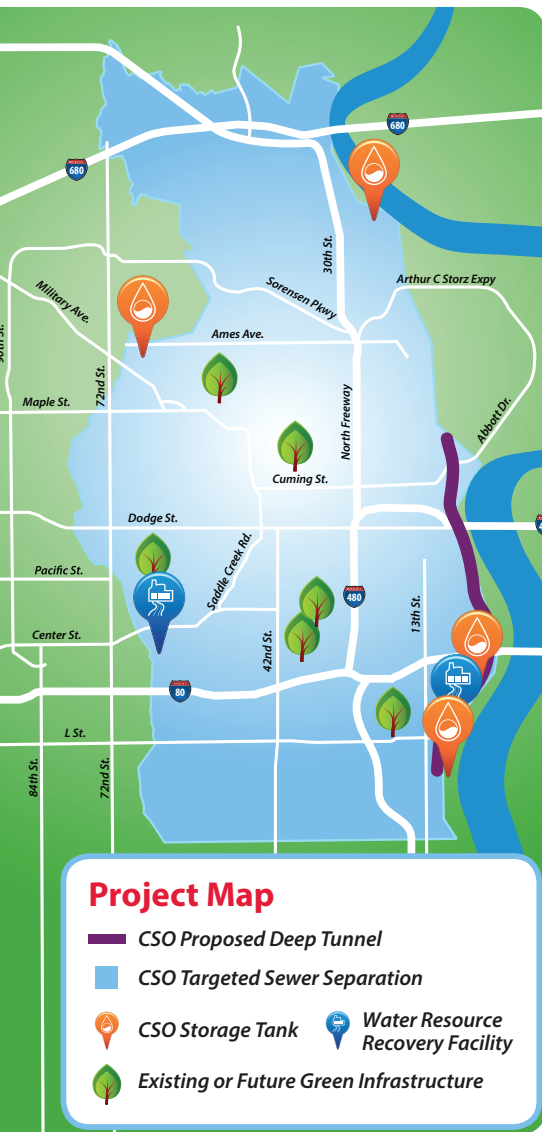 680
680
30th St.
Arthur C Storz Expy
Sorensen Pkwy
Military Ave.
Ames Ave.
72nd St.
Maple St.
North Freeway
Abbott Dr.
Cuming St.
Dodge St.
Saddle Creek Rd.
Pacific St.
480
13th St.
Center St.
42nd St.
80
L St.
84th St.
72nd St.
Project Map
CSO Proposed Deep Tunnel
CSO Targeted Sewer Separation
CSO Storage Tank
Water Resource
Recovery Facility
Existing or Future Green Infrastructure